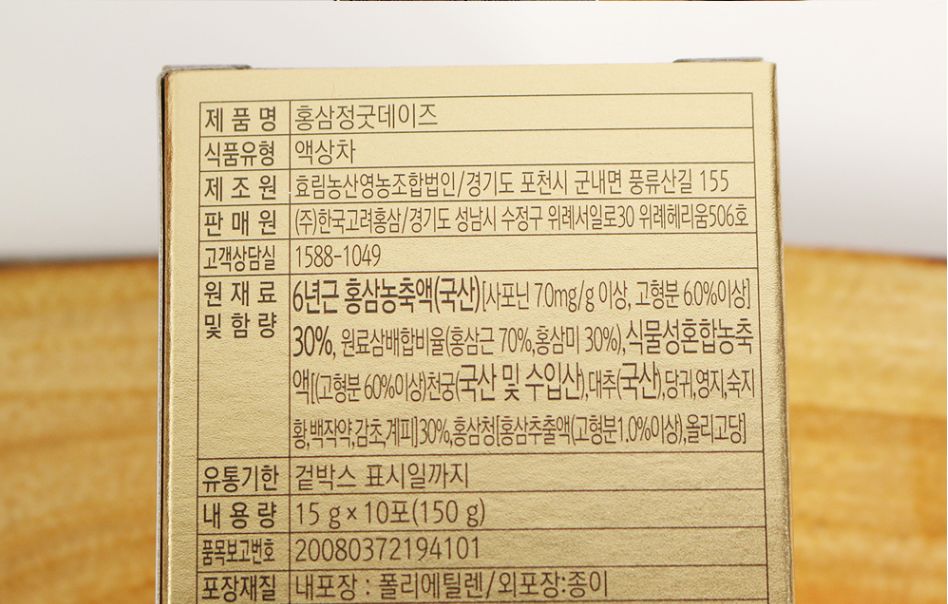 제품명 홍삼정굿데이즈
식품유형 액상차
제조원 효림농산영농조합법인/경기도 포천시 군내면 풍류산길 155
판매원 (주)한국고려홍삼/경기도 성남시 수정구 위례서일로30 위례헤리움506호
고객상담실 1588-1049
원재료 6년근 홍삼농축액(국산)[사포닌 7.0mg/g 이상, 고형분 60%이상]
및함량 30%, 원료삼배합비율(홍삼근 70%,홍삼미 30%),식물성혼합농축
액[(고형분 60%이상)천궁(국산 및 수입산),대추(국산),당귀,영지,숙지
황,백작약,감초,계피]30%,홍삼청[홍삼추출액(고형분1.0%이상),올리고당]
유통기한 겉박스 표시일까지
내용량 15 g×10포(150 g)
품목보고번호 20080372194101
포장재질 내포장 : 폴리에틸렌/외포장:종이